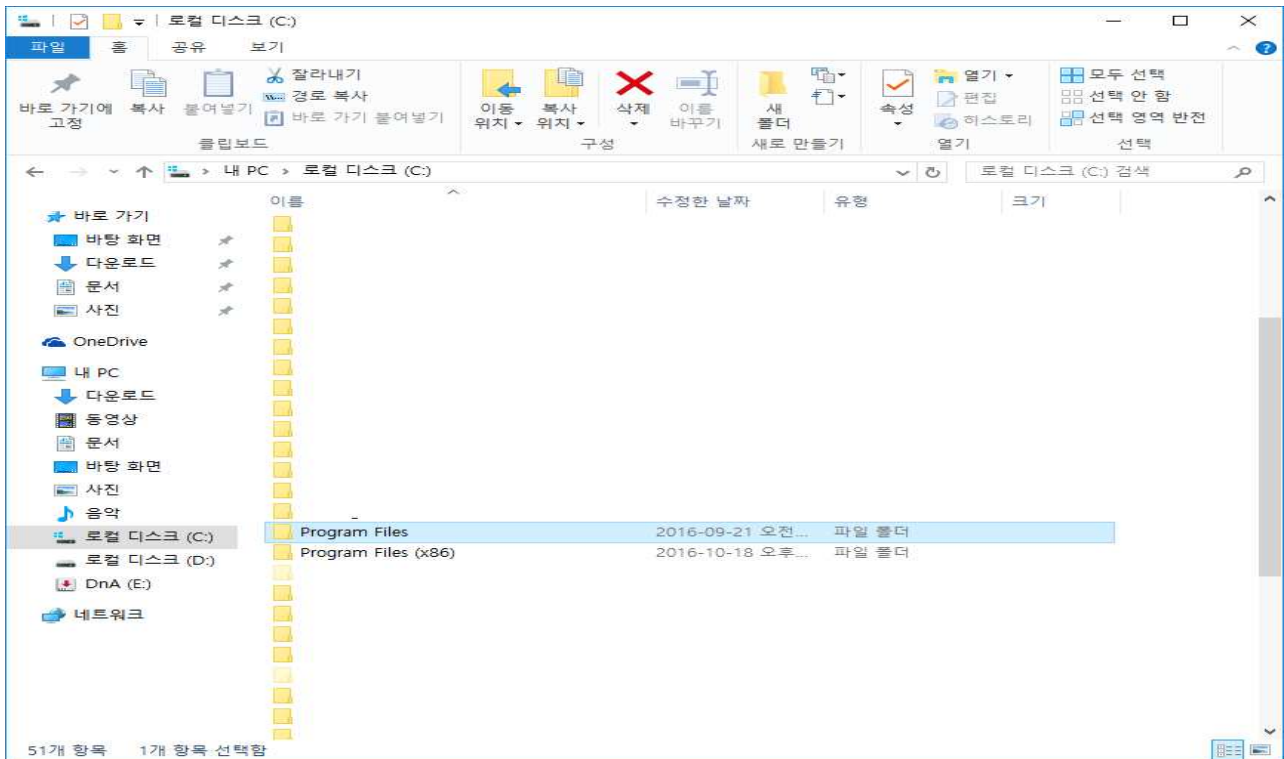 로컬 디스크 (C:)
파일 홈 공유 보기
바로 가기에 고정
복사
붙여넣기
잘라내기
경로 복사
바로 가기 붙여넣기
이동 위치
복사 위치
삭제
이름 바꾸기
새 폴더
속성
열기
편집
히스토리
모두 선택
선택 안 함
선택 영역 반전
클립보드 구성 새로 만들기 열기 선택
내 PC > 로컬 디스크 (C:)
로컬 디스크 (C:) 검색
이름 수정한 날짜 유형 크기
바로 가기
바탕 화면
다운로드
문서
사진
OneDrive
내 PC
다운로드
동영상
문서
바탕 화면
사진
음악
로컬 디스크 (C:)
로컬 디스크 (D:)
DnA (E:)
네트워크
Program Files 2016-09-21 오전... 파일 폴더
Program Files (x86) 2016-10-18 오후... 파일 폴더
51개 항목 1개 항목 선택함